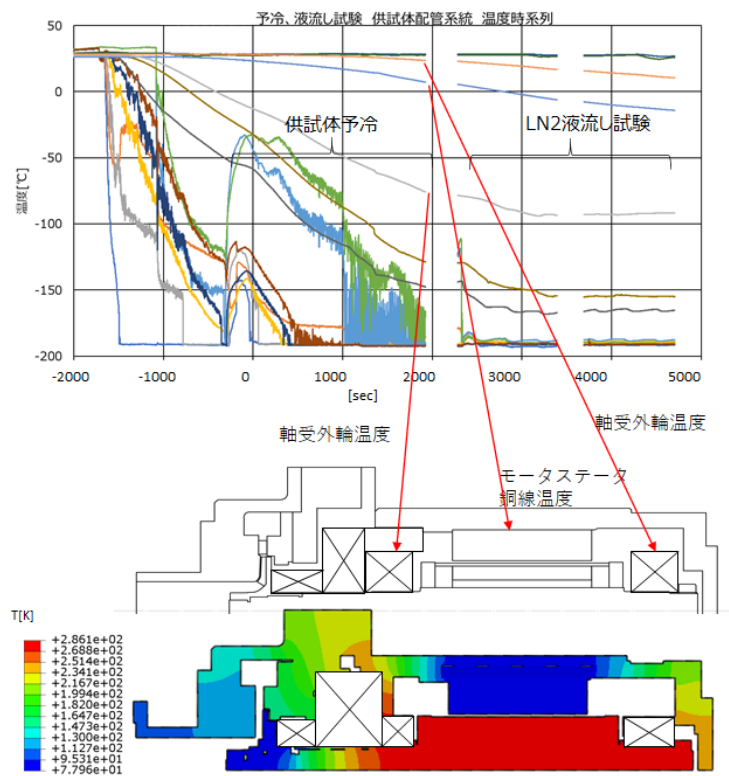 予冷、液流し試験 供試体配管系統 温度時系列
50
0
-50
-100
-150
-200
温度[℃]
供試体予冷
LN2液流し試験
-2000 -1000 0 1000 2000 3000 4000 5000
[sec]
軸受外輪温度
軸受外輪温度
モータステータ
銅線温度
T[K]
+2.861e+02
+2.688e+02
+2.514e+02
+2.341e+02
+2.167e+02
+1.994e+02
+1.820e+02
+1.647e+02
+1.473e+02
+1.300e+02
+1.127e+02
+9.531e+01
+7.796e+01